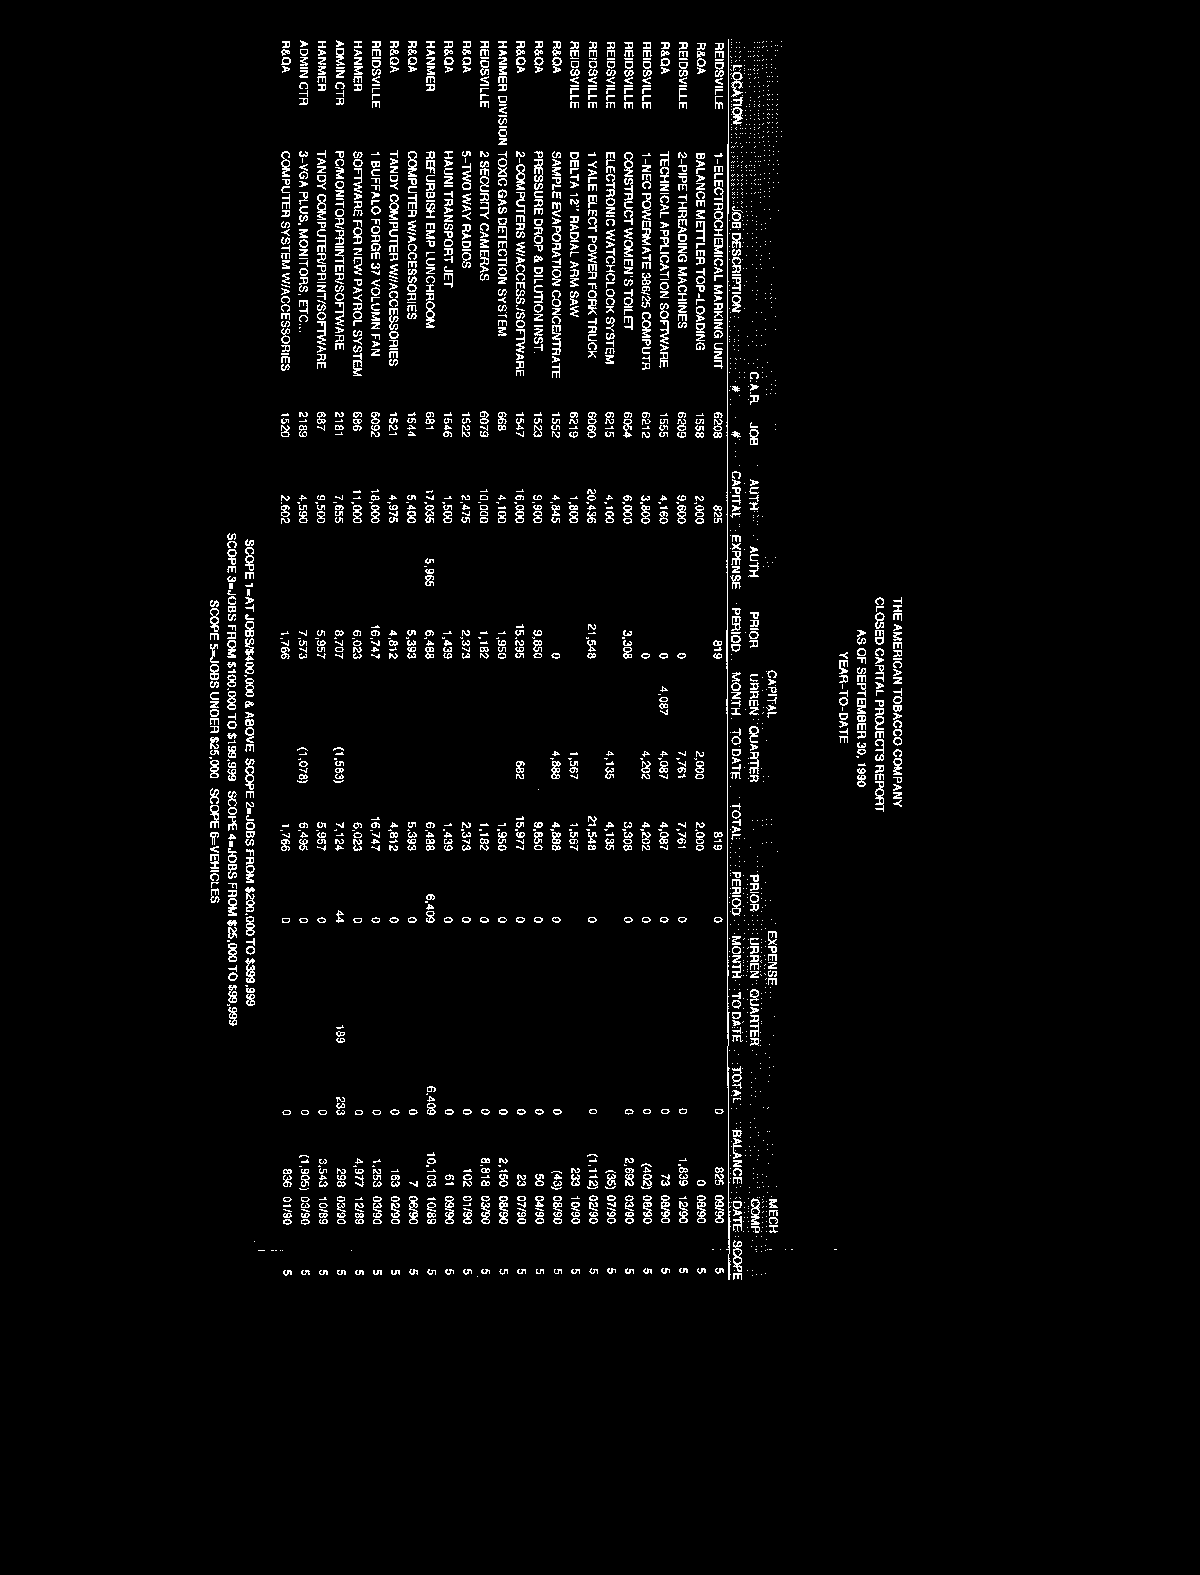 THE AMERICAN TOBACCO COMPANY
CLOSED CAPITAL PROJECTS REPORT
AS OF SEPTEMBER 30, 1990
YEAR-TO-DATE
CAPITAL EXPENSE MECH
C.A.R. JOB AUTH AUTH PRIOR URREN QUARTER PRIOR URREN QUARTER COMP
LOCATION JOB DESCRIPTION # # CAPITAL EXPENSE PERIOD MONTH TO DATE TOTAL PERIOD MONTH TO DATE TOTAL BALANCE DATE SCOPE
REIDSVILLE 1-ELECTROCHEMICAL MARKING UNIT 6208 825 819 819 0 0 825 09/90 5
R&QA BALANCE METTLER TOP-LOADING 1558 2,000 2,000 2,000 0 08/90 5
REIDSVILLE 2-PIPE THREADING MACHINES 6209 9,600 0 7,761 7,761 0 0 1,839 12/90 5
R&QA TECHNICAL APPLICATION SOFTWARE 1555 4,160 0 4,087 4,087 4,087 73 08/90 5
REIDSVILLE 1-NEC POWERMATE 386/25 COMPUTR 6212 3,800 0 4,202 4,202 (402) 08/90 5
REIDSVILLE CONSTRUCT WOMEN'S TOILET 6054 6,000 3,308 3,308 0 0 2,692 03/90 5
REIDSVILLE ELECTRONIC WATCHCLOCK SYSTEM 6215 4,100 4,135 4,135 (35) 07/90 5
REIDSVILLE 1 YALE ELECT POWER FORK TRUCK 6060 20,436 21,548 21,548 0 0 (1,112) 02/90 5
REIDSVILLE DELTA 12" RADIAL ARM SAW 6219 1,800 1,567 1,567 233 10/90 5
R&QA SAMPLE EVAPORATION CONCENTRATE 1552 4,845 0 4,888 4,888 0 0 (43) 08/90 5
R&QA PRESSURE DROP & DILUTION INST. 1523 9,900 9,850 9,850 0 0 50 04/90 5
R&QA 2-COMPUTERS W/ACCESS./SOFTWARE 1547 16,000 15,295 682 15,977 0 0 23 07/90 5
HANMER DIVISION TOXIC GAS DETECTION SYSTEM 668 4,100 1,950 1,950 0 0 2,150 08/90 5
REIDSVILLE 2 SECURITY CAMERAS 6079 10,000 1,182 1,182 0 0 8,818 03/90 5
R&QA 5-TWO WAY RADIOS 1522 2,475 2,373 2,373 0 0 102 01/90 5
R&QA HAUNI TRANSPORT JET 1546 1,500 1,439 1,439 0 0 61 09/90 5
HANMER REFURBISH EMP. LUNCHROOM 681 17,035 5,965 6,488 6,488 6,409 6,409 10,103 10/89 5
R&QA COMPUTER W/ACCESSORIES 1544 5,400 5,393 5,393 0 0 7 06/90 5
R&QA TANDY COMPUTER W/ACCESSORIES 1521 4,975 4,812 4,812 0 0 163 02/90 5
REIDSVILLE 1 BUFFALO FORGE 37 VOLUMN FAN 6092 18,000 16,747 16,747 0 0 1,253 03/90 5
HANMER SOFTWARE FOR NEW PAYROL SYSTEM 686 11,000 6,023 6,023 0 0 4,977 12/89 5
ADMIN CTR PC/MONITOR/PRINTER/SOFTWARE 2181 7,655 8,707 (1,583) 7,124 44 189 233 298 03/90 5
HANMER TANDY COMPUTER/PRINT/SOFTWARE 687 9,500 5,957 5,957 0 0 3,543 10/89 5
ADMIN CTR 3-VGA PLUS, MONITORS, ETC... 2189 4,590 7,573 (1,078) 6,495 0 0 (1,905) 03/90 5
R&QA COMPUTER SYSTEM W/ACCESSORIES 1520 2,602 1,766 1,766 0 0 836 01/90 5
SCOPE 1=AT JOBS/$400,000 & ABOVE SCOPE 2=JOBS FROM $200,000 TO $399,999
SCOPE 3=JOBS FROM $100,000 TO $199,999 SCOPE 4=JOBS FROM $25,000 TO $99,999
SCOPE 5=JOBS UNDER $25,000 SCOPE 6=VEHICLES